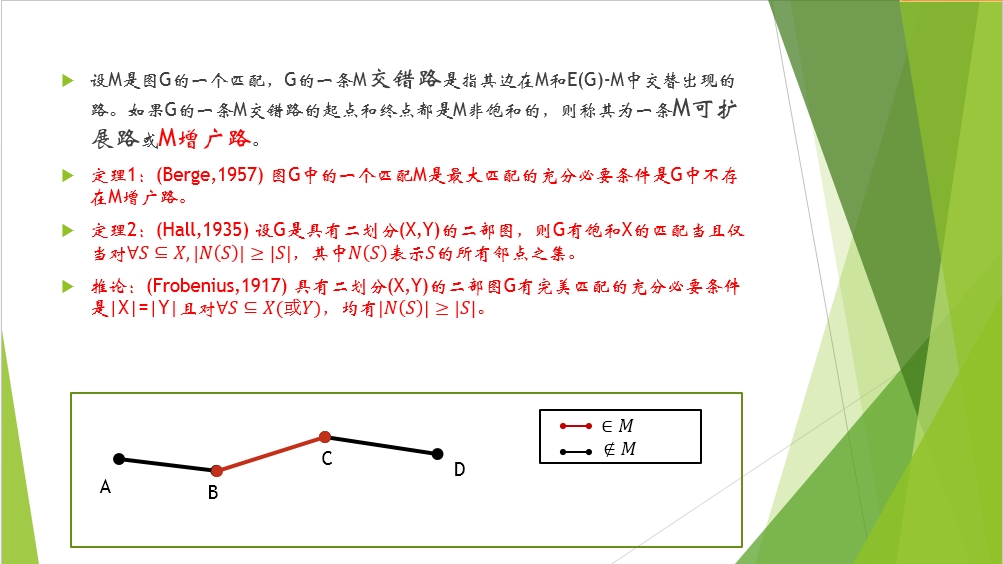 设M是图G的一个匹配，G的一条M交错路是指其边在M和E(G)-M中交替出现的
路。如果G的一条M交错路的起点和终点都是M非饱和的，则称其为一条M可扩
展路或M增广路。
定理1：(Berge,1957) 图G中的一个匹配M是最大匹配的充分必要条件是G中不存
在M增广路。
定理2：(Hall,1935) 设G是具有二划分(X,Y)的二部图，则G有饱和X的匹配当且仅
当对∀S ⊆ X, |N(S)| ≥ |S|，其中N(S)表示S的所有邻点之集。
推论：(Frobenius,1917) 具有二划分(X,Y)的二部图G有完美匹配的充分必要条件
是|X|=|Y|且对∀S ⊆ X(或Y)，均有|N(S)| ≥ |S|。
∈ M
∉ M
A
B
C
D